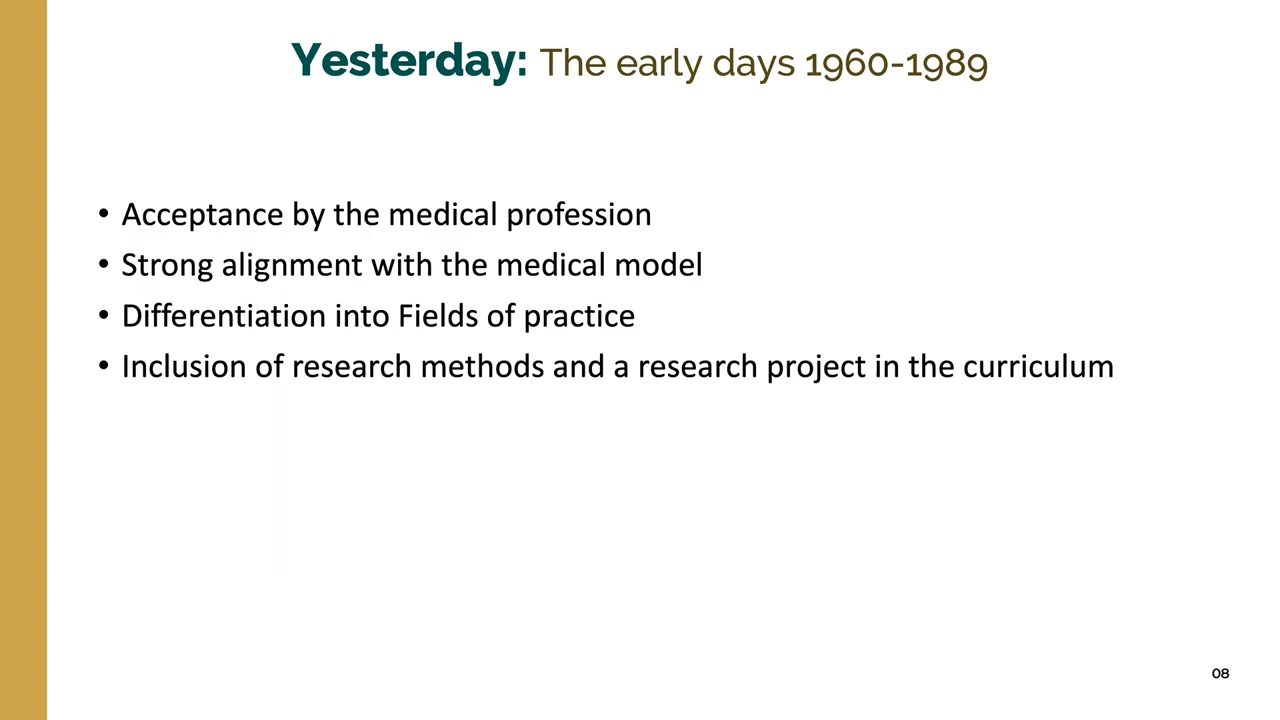 Yesterday: The early days 1960-1989
• Acceptance by the medical profession
• Strong alignment with the medical model
• Differentiation into Fields of practice
• Inclusion of research methods and a research project in the curriculum
08